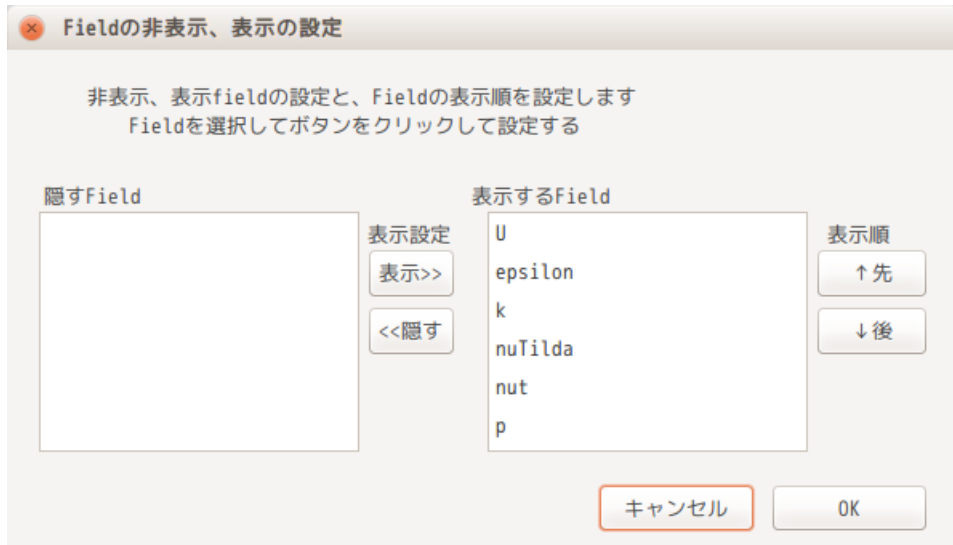 Fieldの非表示、表示の設定
非表示、表示fieldの設定と、Fieldの表示順を設定します
Fieldを選択してボタンをクリックして設定する
隠すField
表示設定
表示>>
<<隠す
表示するField
U
epsilon
k
nuTilda
nut
p
表示順
↑先
↓後
キャンセル
OK